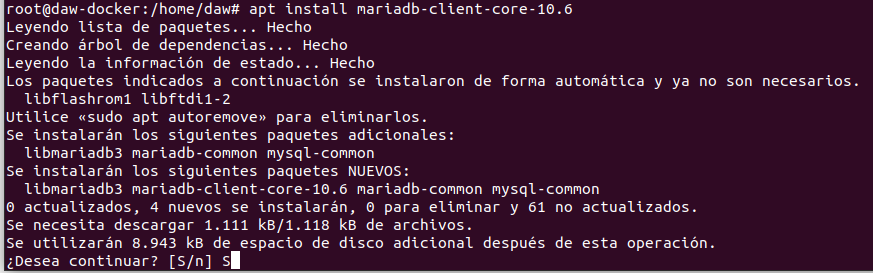 root@daw-docker:/home/daw# apt install mariadb-client-core-10.6
Leyendo lista de paquetes... Hecho
Creando árbol de dependencias... Hecho
Leyendo la información de estado... Hecho
Los paquetes indicados a continuación se instalaron de forma automática y ya no son necesarios.
  libflashrom1 libftdi1-2
Utilice «sudo apt autoremove» para eliminarlos.
Se instalarán los siguientes paquetes adicionales:
  libmariadb3 mariadb-common mysql-common
Se instalarán los siguientes paquetes NUEVOS:
  libmariadb3 mariadb-client-core-10.6 mariadb-common mysql-common
0 actualizados, 4 nuevos se instalarán, 0 para eliminar y 61 no actualizados.
Se necesita descargar 1.111 kB/1.118 kB de archivos.
Se utilizarán 8.943 kB de espacio de disco adicional después de esta operación.
¿Desea continuar? [S/n] S